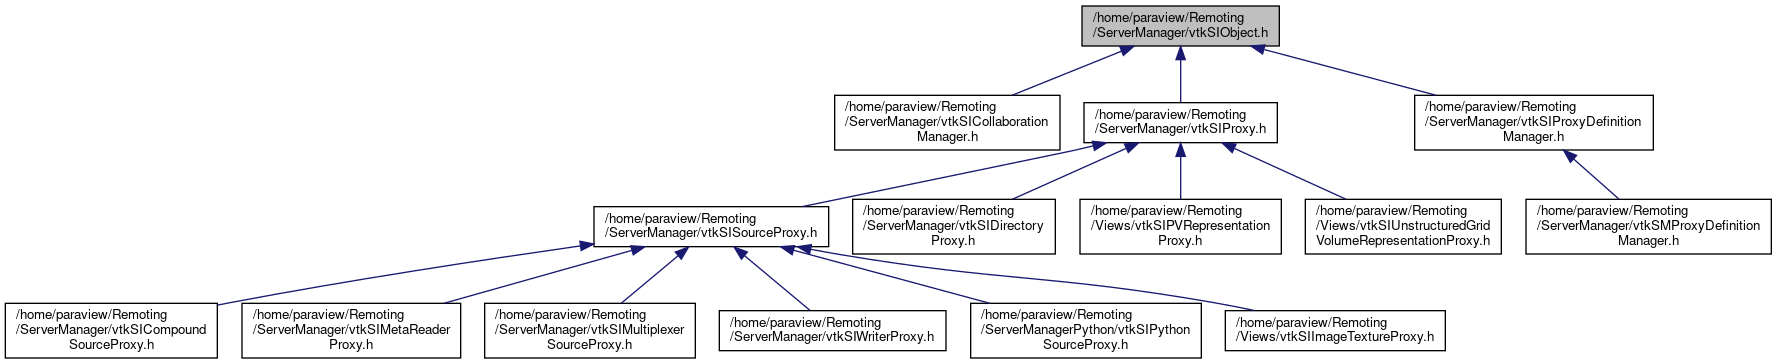 /home/paraview/Remoting
/ServerManager/vtkSIObject.h
/home/paraview/Remoting
/ServerManager/vtkSICollaboration
Manager.h
/home/paraview/Remoting
/ServerManager/vtkSIProxy.h
/home/paraview/Remoting
/ServerManager/vtkSIProxyDefinition
Manager.h
/home/paraview/Remoting
/ServerManager/vtkSISourceProxy.h
/home/paraview/Remoting
/ServerManager/vtkSIDirectory
Proxy.h
/home/paraview/Remoting
/Views/vtkSIPVRepresentation
Proxy.h
/home/paraview/Remoting
/Views/vtkSIUnstructuredGrid
VolumeRepresentationProxy.h
/home/paraview/Remoting
/ServerManager/vtkSMProxyDefinition
Manager.h
/home/paraview/Remoting
/ServerManager/vtkSICompound
SourceProxy.h
/home/paraview/Remoting
/ServerManager/vtkSIMetaReader
Proxy.h
/home/paraview/Remoting
/ServerManager/vtkSIMultiplexer
SourceProxy.h
/home/paraview/Remoting
/ServerManager/vtkSIWriterProxy.h
/home/paraview/Remoting
/ServerManagerPython/vtkSIPython
SourceProxy.h
/home/paraview/Remoting
/Views/vtkSIImageTextureProxy.h